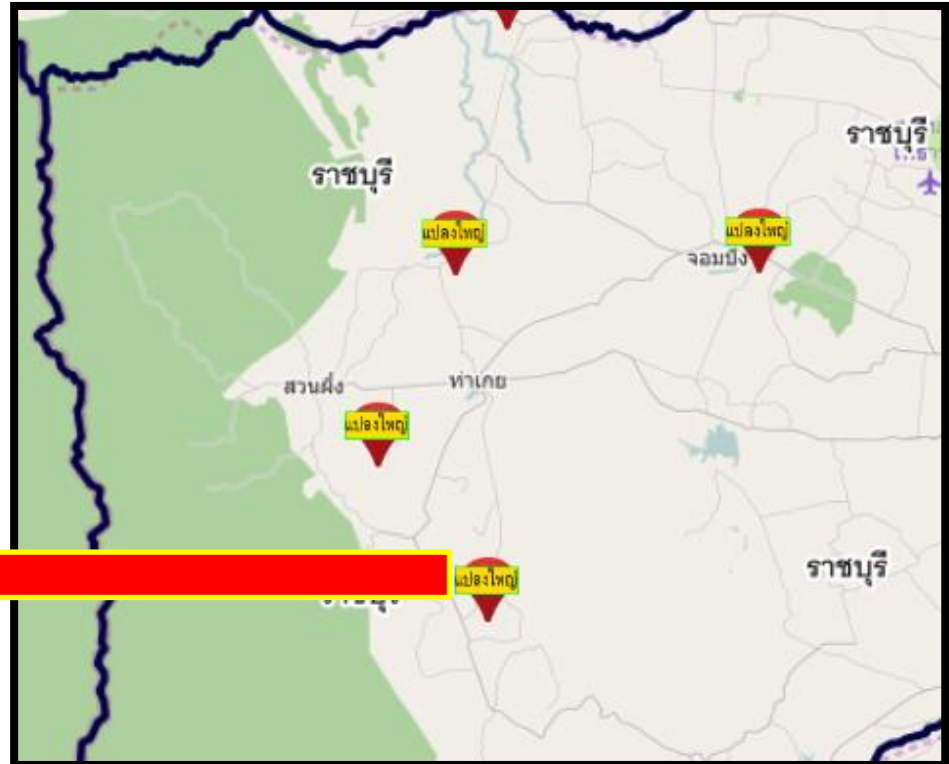 ราชบุรี
ราชบุรี
แปลงใหญ่
แปลงใหญ่
จอมบึง
สวนผึ้ง
ท่าเคย
แปลงใหญ่
แปลงใหญ่
ราชบุรี